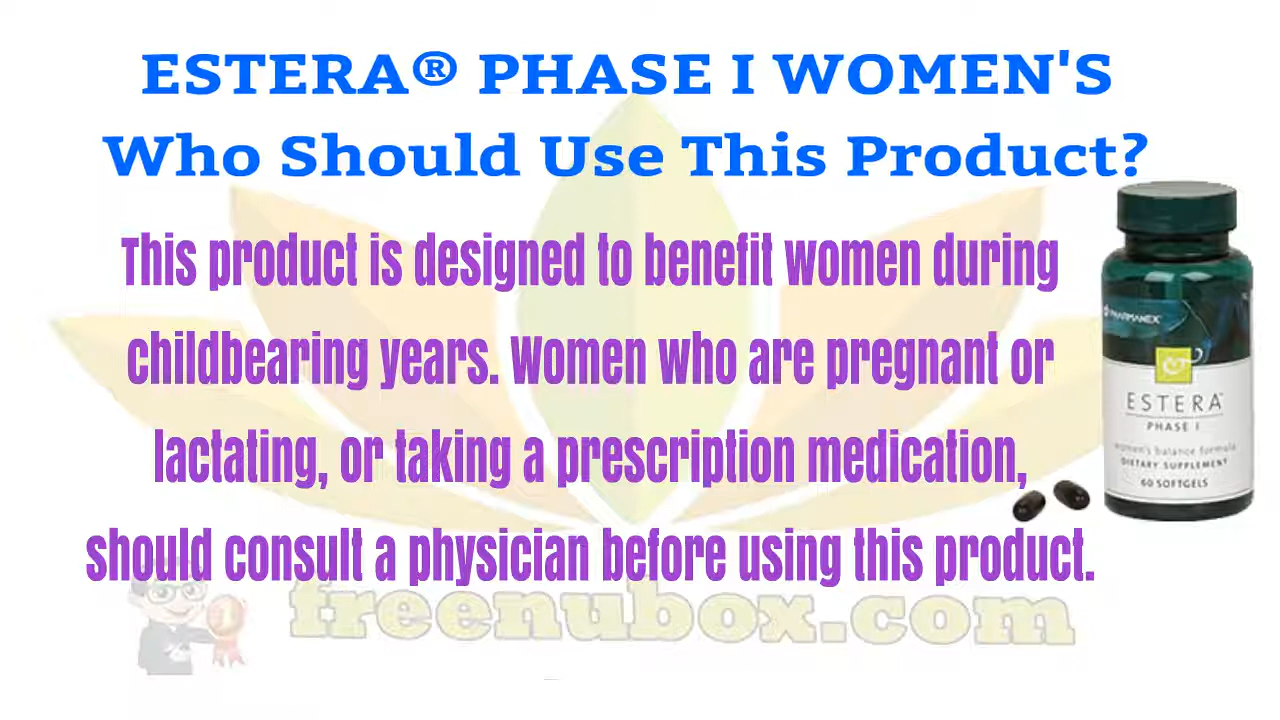 ESTERA® PHASE I WOMEN'S
Who Should Use This Product?
This product is designed to benefit women during
childbearing years. Women who are pregnant or
lactating, or taking a prescription medication,
should consult a physician before using this product.
PHARMANEX
ESTERA
PHASE I
women's balance formula
DIETARY SUPPLEMENT
60 SOFTGELS
1
freenubox.com